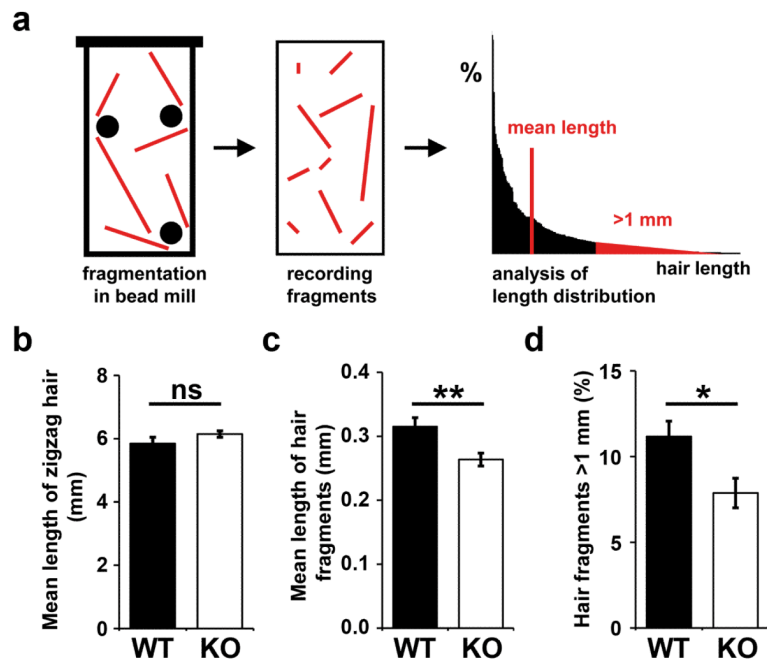 a
%
mean length
>1 mm
hair length
fragmentation
in bead mill
recording
fragments
analysis of
length distribution
b
Mean length of zigzag hair
(mm)
8
6
4
2
0
ns
WT KO
c
Mean length of hair
fragments (mm)
0.4
0.3
0.2
0.1
0.0
**
WT KO
d
Hair fragments >1 mm (%)
15
10
5
0
*
WT KO